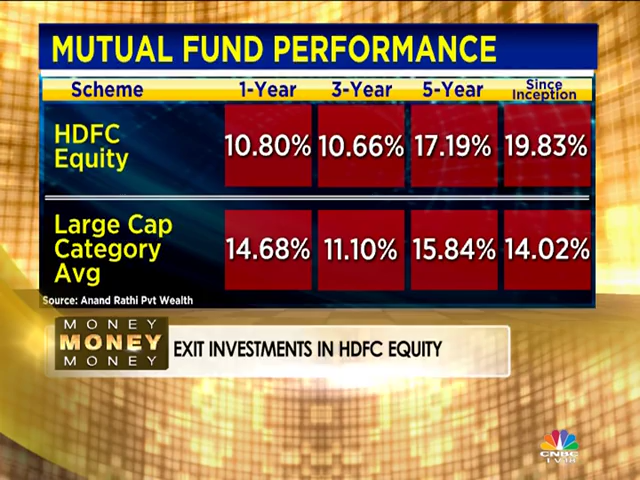 MUTUAL FUND PERFORMANCE
Scheme 1-Year 3-Year 5-Year Since Inception
HDFC Equity 10.80% 10.66% 17.19% 19.83%
Large Cap Category Avg 14.68% 11.10% 15.84% 14.02%
Source: Anand Rathi Pvt Wealth
MONEY
MONEY
MONEY
EXIT INVESTMENTS IN HDFC EQUITY
CNBC
TV18